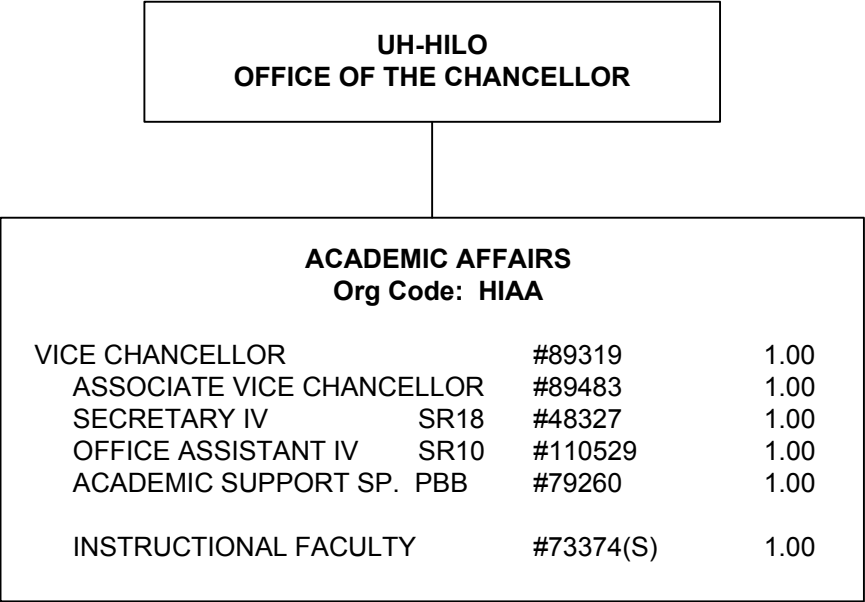 UH-HILO
OFFICE OF THE CHANCELLOR
ACADEMIC AFFAIRS
Org Code: HIAA
VICE CHANCELLOR #89319 1.00
ASSOCIATE VICE CHANCELLOR #89483 1.00
SECRETARY IV SR18 #48327 1.00
OFFICE ASSISTANT IV SR10 #110529 1.00
ACADEMIC SUPPORT SP. PBB #79260 1.00
INSTRUCTIONAL FACULTY #73374(S) 1.00